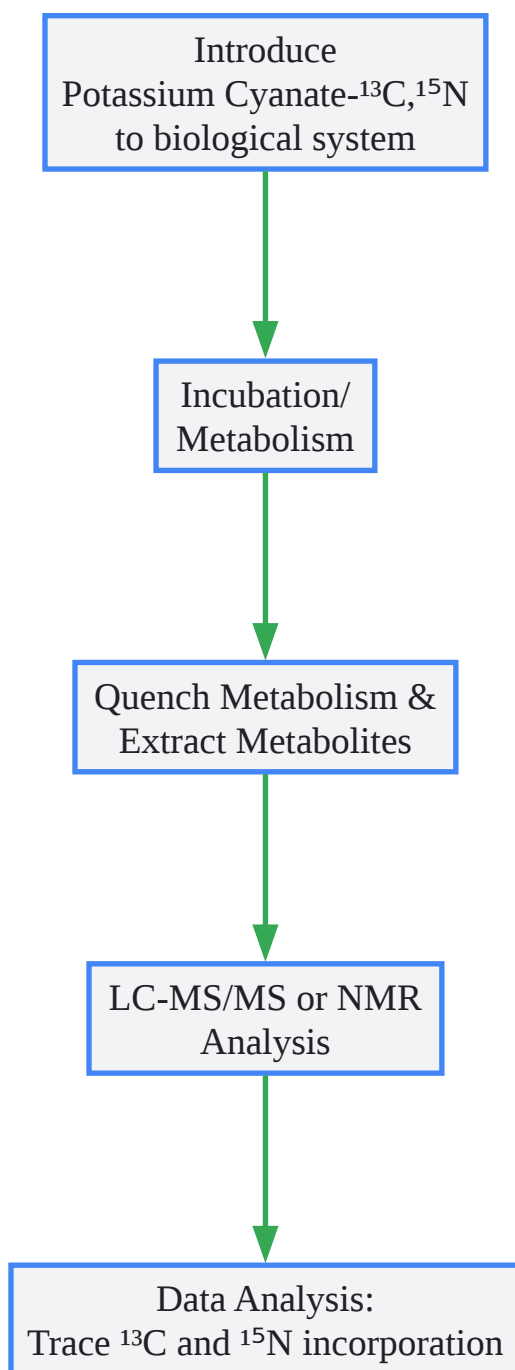 Introduce
Potassium Cyanate-¹³C,¹⁵N
to biological system
Incubation/
Metabolism
Quench Metabolism &
Extract Metabolites
LC-MS/MS or NMR
Analysis
Data Analysis:
Trace ¹³C and ¹⁵N incorporation